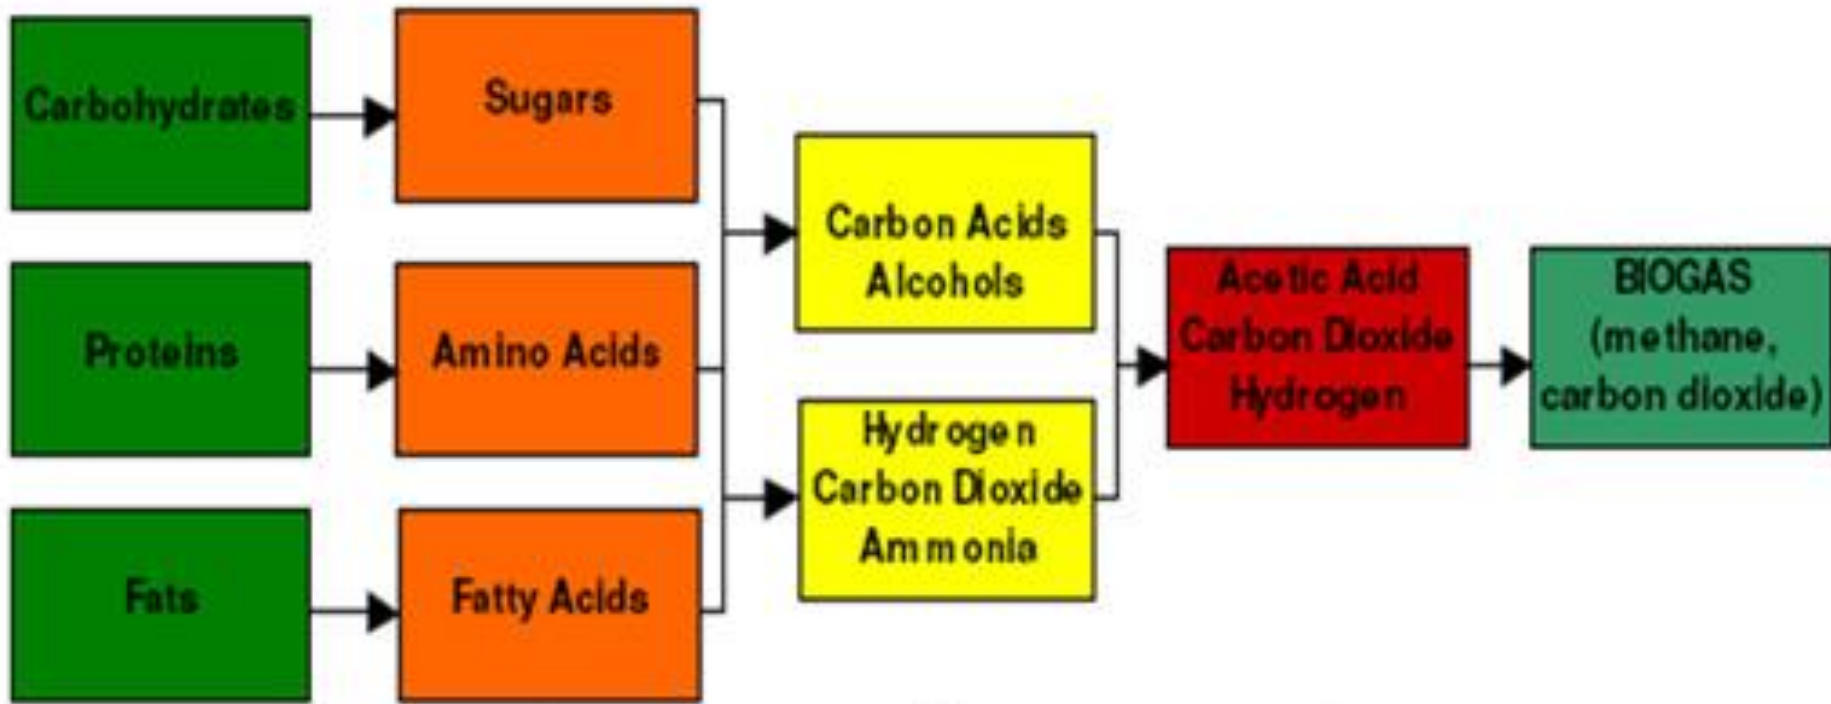 Carbohydrates
Sugars
Proteins
Amino Acids
Fats
Fatty Acids
Carbon Acids
Alcohols
Hydrogen
Carbon Dioxide
Ammonia
Acetic Acid
Carbon Dioxide
Hydrogen
BIOGAS
(methane,
carbon dioxide)